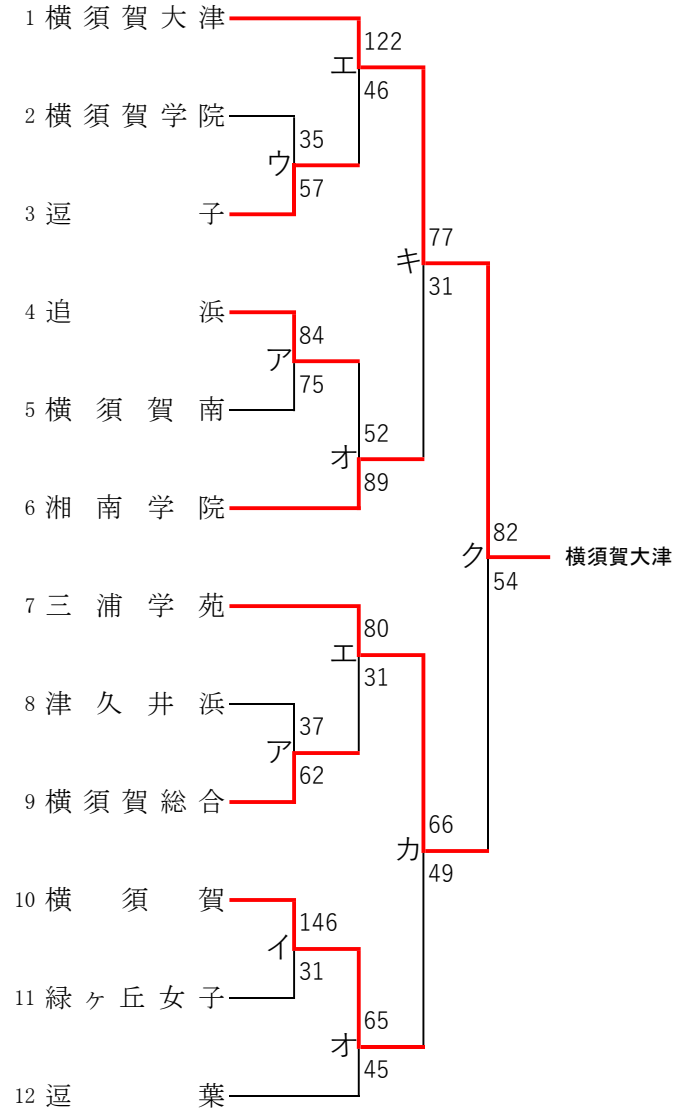 1 横須賀大津
122
エ
46
2 横須賀学院
35
ウ
57
3 逗子
77
キ
31
4 追浜
84
ア
75
5 横須賀南
52
オ
89
6 湘南学院
82
ク 横須賀大津
54
7 三浦学苑
80
エ
31
8 津久井浜
37
ア
62
9 横須賀総合
66
カ
49
10 横須賀
146
イ
31
11 緑ヶ丘女子
65
オ
45
12 逗葉